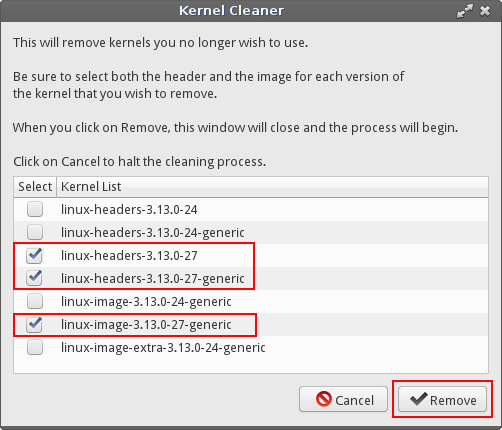 Kernel Cleaner
This will remove kernels you no longer wish to use.
Be sure to select both the header and the image for each version of
the kernel that you wish to remove.
When you click on Remove, this window will close and the process will begin.
Click on Cancel to halt the cleaning process.
Select Kernel List
linux-headers-3.13.0-24
linux-headers-3.13.0-24-generic
linux-headers-3.13.0-27
linux-headers-3.13.0-27-generic
linux-image-3.13.0-24-generic
linux-image-3.13.0-27-generic
linux-image-extra-3.13.0-24-generic
Cancel Remove